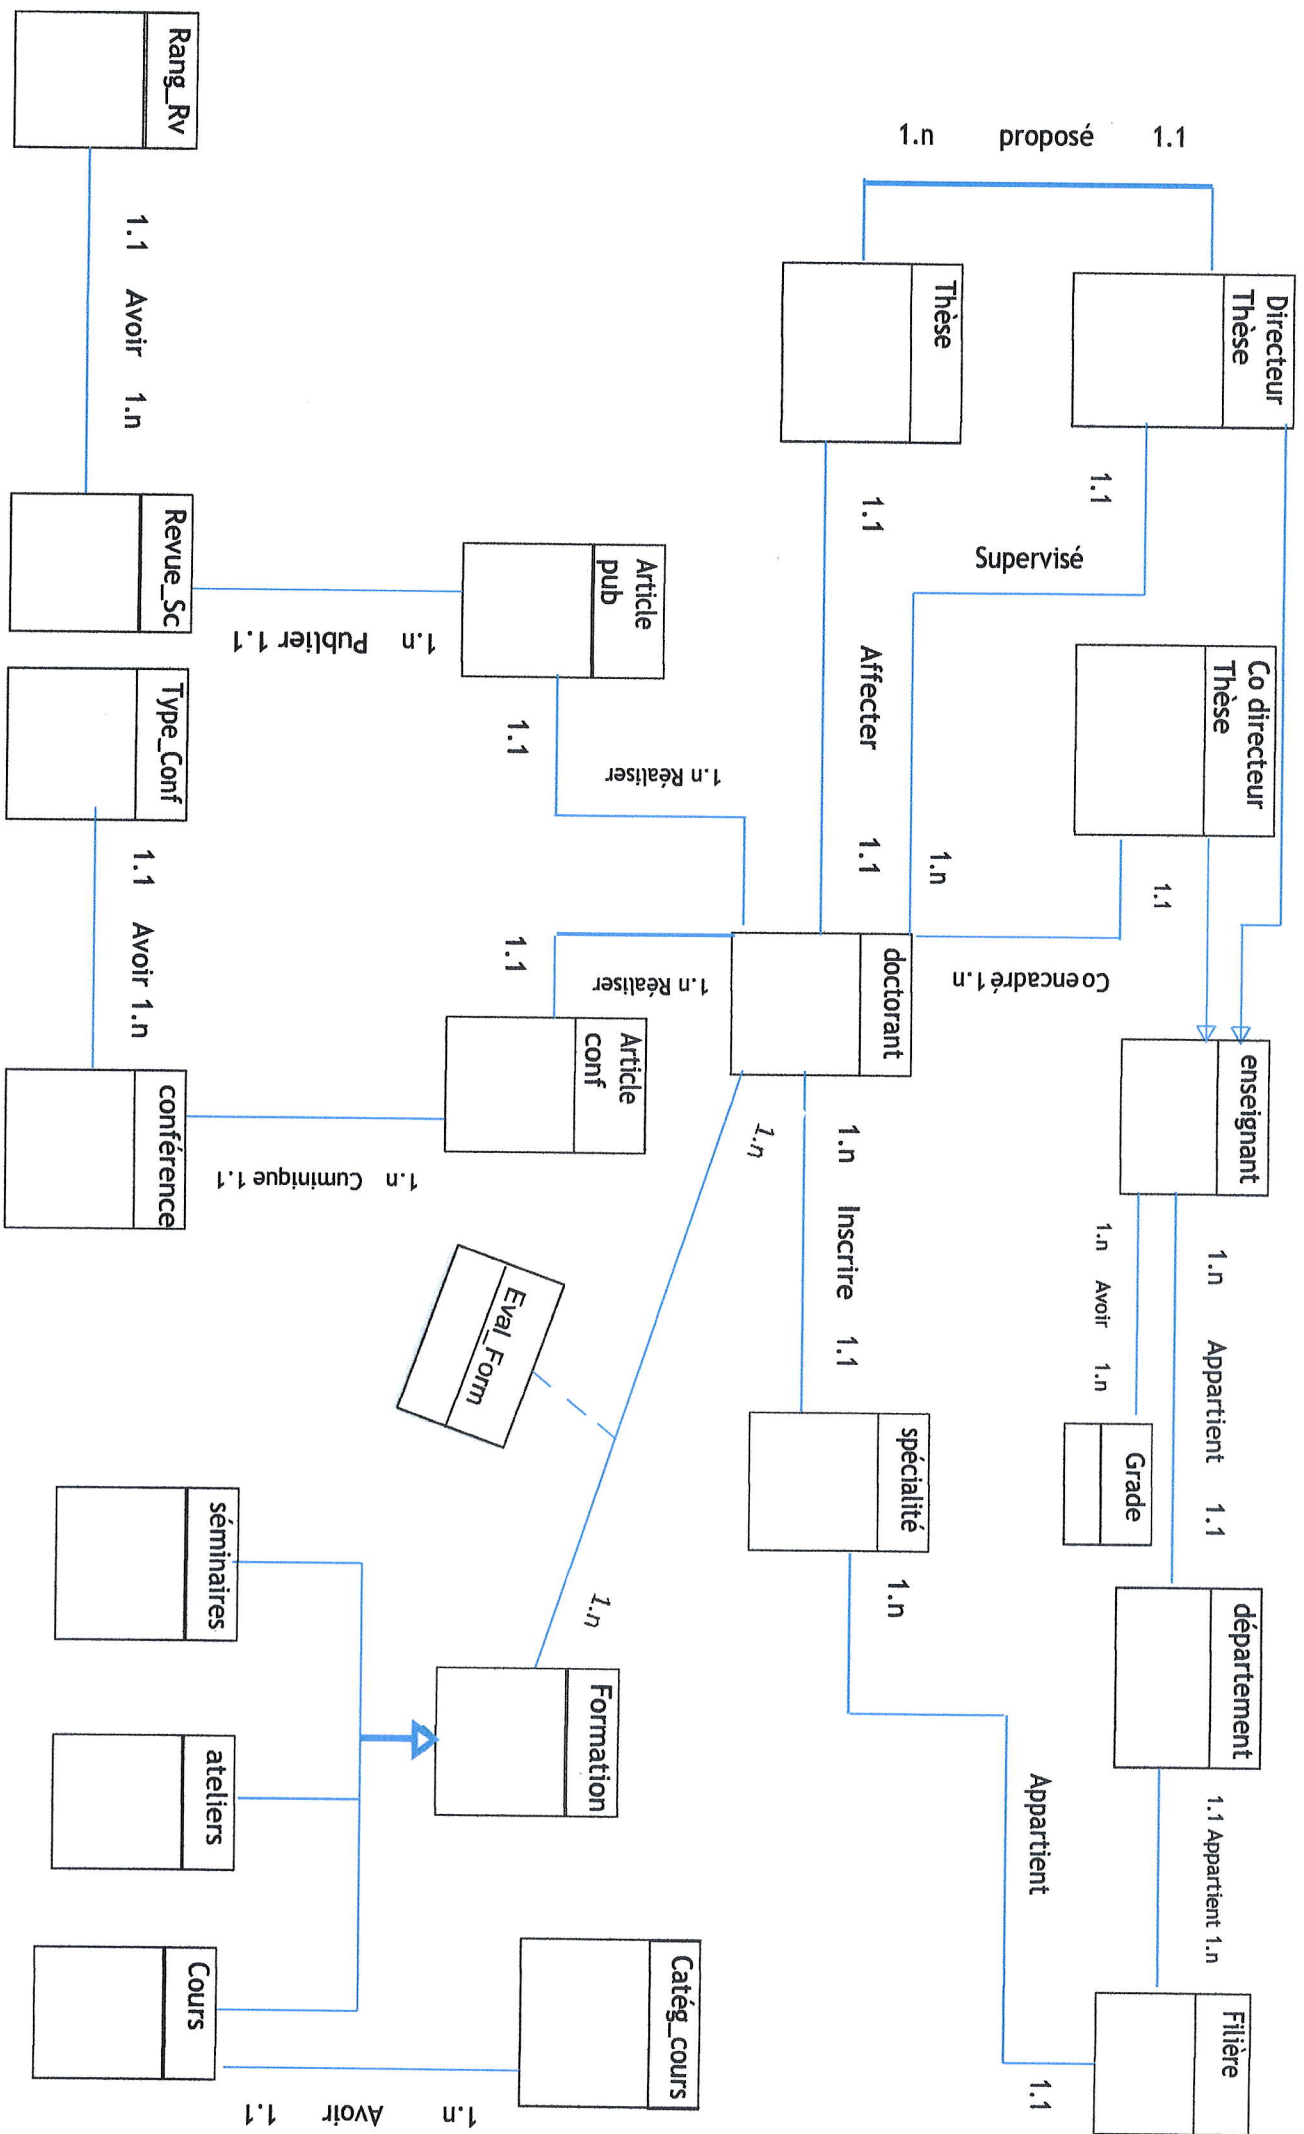 Directeur
Thèse
Co directeur
Thèse
enseignant
département
Filière
1.1
proposé
1.n
1.1
Supervisé
1.n
1.1
Co encadré 1.n
1.n Appartient 1.1
1.n Avoir 1.n
Grade
1.1 Appartient 1.n
1.1
Appartient
1.n
Thèse
1.1 Affecter 1.1
doctorant
1.n Inscrire 1.1
spécialité
1.n
1.n
Eval_Form
Formation
Article
pub
1.1
1.n Réaliser
1.n Réaliser
1.1
Article
conf
1.n Publier 1.1
1.n Cuminique 1.1
Catég_cours
1.n Avoir 1.1
Rang_Rv
1.1 Avoir 1.n
Revue_Sc
Type_Conf
1.1 Avoir 1.n
conférence
séminaires
ateliers
Cours